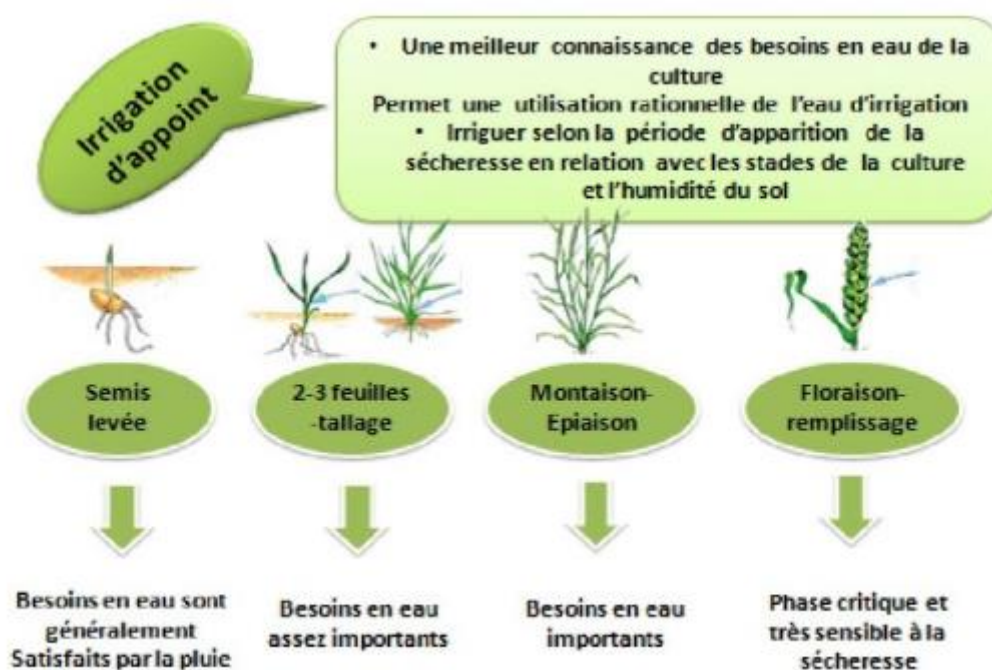 Irrigation
d'appoint
• Une meilleur connaissance des besoins en eau de la
culture
Permet une utilisation rationnelle de l'eau d'irrigation
• Irriguer selon la période d'apparition de la
sécheresse en relation avec les stades de la culture
et l'humidité du sol
Semis
levée
2-3 feuilles
-tallage
Montaison-
Epiaison
Floraison-
remplissage
Besoins en eau sont
généralement
Satisfaits par la pluie
Besoins en eau
assez importants
Besoins en eau
importants
Phase critique et
très sensible à la
sécheresse